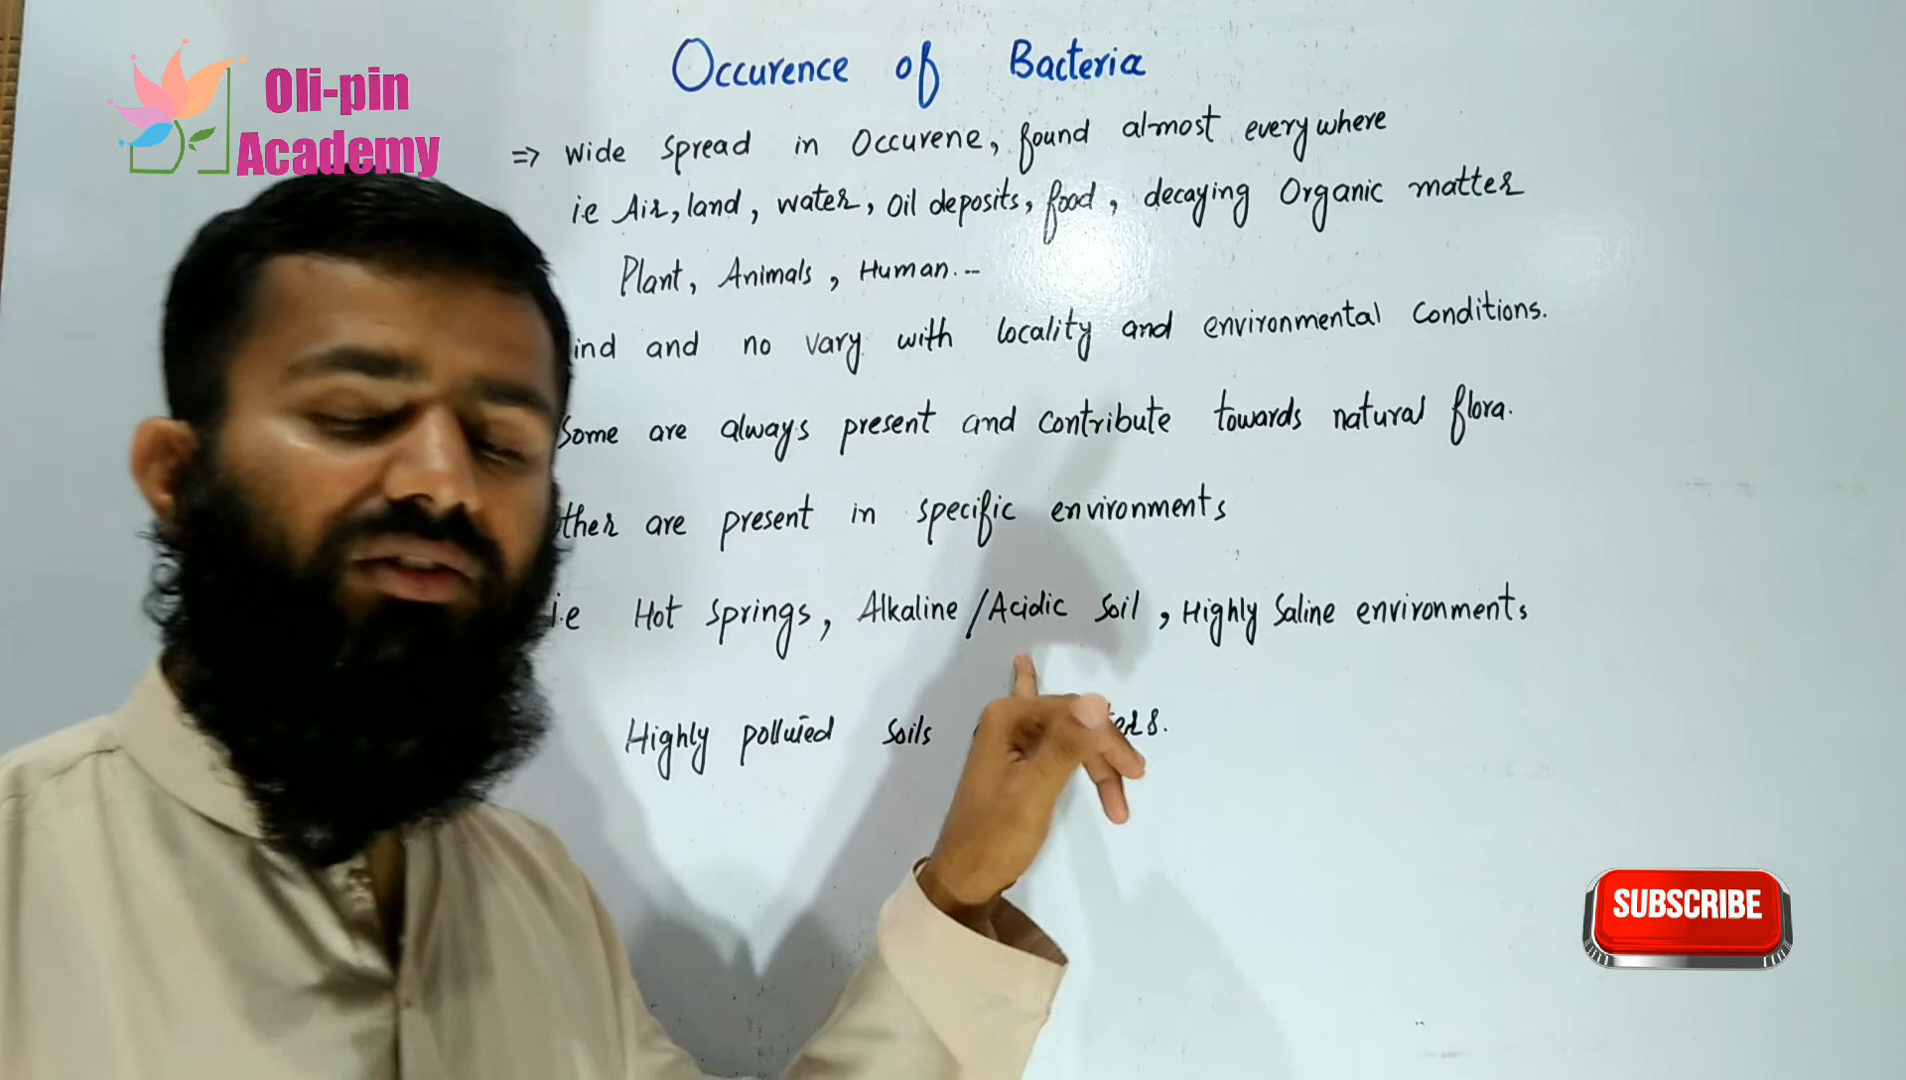 Oli-pin
Academy
Occurence of Bacteria
⇒ wide spread in Occurene, found almost everywhere
i.e Air, land, water, oil deposits, food, decaying Organic matter
Plant, Animals, Human. --
ind and no vary with locality and environmental conditions.
Some are always present and contribute towards natural flora.
ther are present in specific environments
i.e Hot springs, Alkaline/Acidic soil, Highly Saline environments
Highly polluted soils
SUBSCRIBE